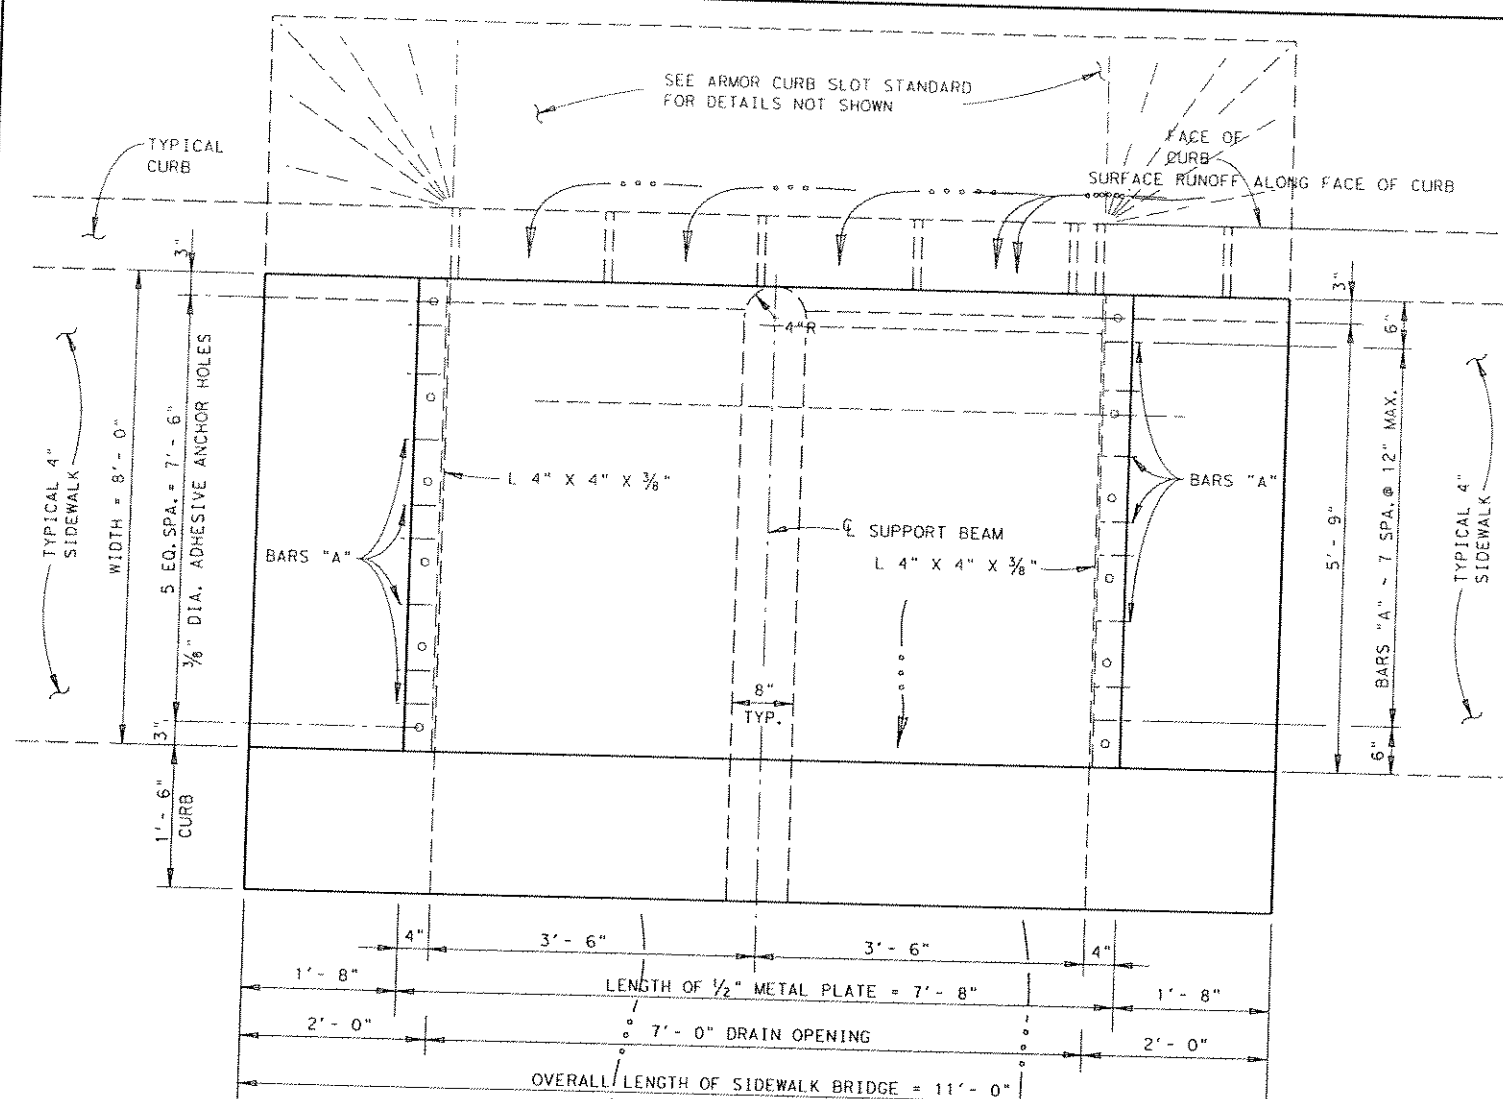 SEE ARMOR CURB SLOT STANDARD
FOR DETAILS NOT SHOWN
TYPICAL
CURB
FACE OF
CURB
SURFACE RUNOFF ALONG FACE OF CURB
3"
3"
4"R
6"
TYPICAL 4"
SIDEWALK
WIDTH = 8'- 0"
5 EQ. SPA. = 7'- 6"
3/8" DIA. ADHESIVE ANCHOR HOLES
L 4" X 4" X 3/8"
BARS "A"
BARS "A"
℄ SUPPORT BEAM
L 4" X 4" X 3/8"
5'- 9"
BARS "A" ~ 7 SPA. @ 12" MAX.
TYPICAL 4"
SIDEWALK
8"
TYP.
3"
6"
1'- 6"
CURB
4"
3'- 6"
3'- 6"
4"
1'- 8"
LENGTH OF 1/2" METAL PLATE = 7'- 8"
1'- 8"
2'- 0"
7'- 0" DRAIN OPENING
2'- 0"
OVERALL LENGTH OF SIDEWALK BRIDGE = 11'- 0"